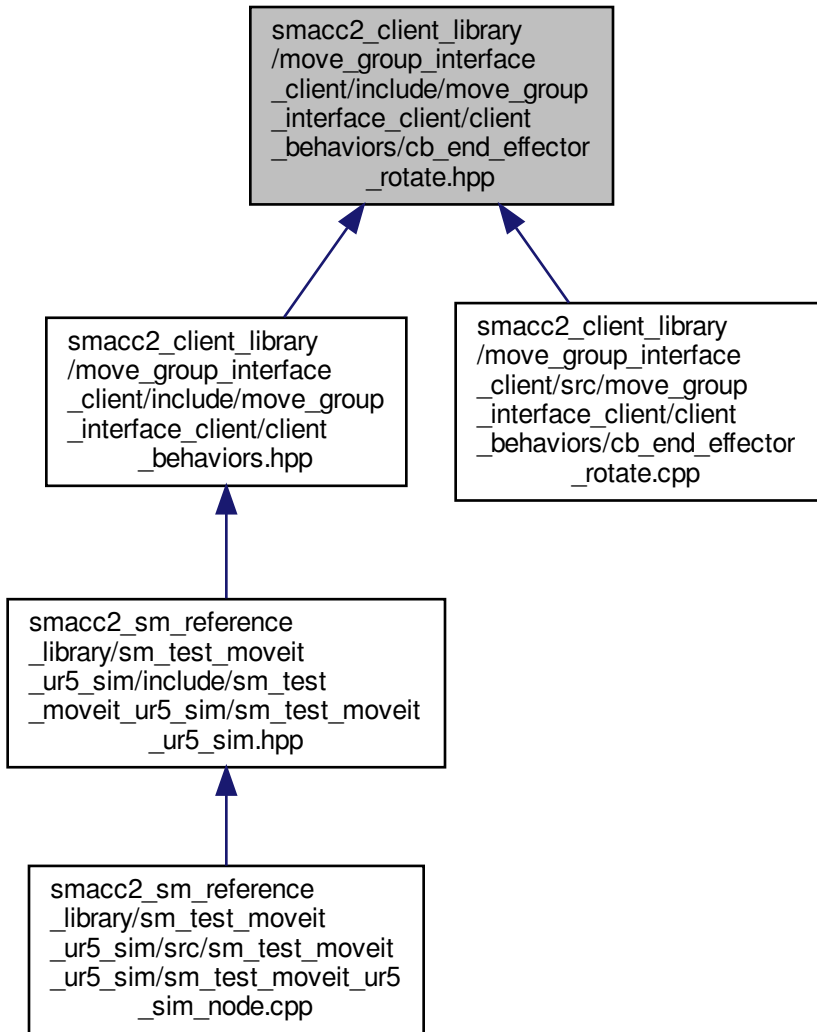 smacc2_client_library
/move_group_interface
_client/include/move_group
_interface_client/client
_behaviors/cb_end_effector
_rotate.hpp
smacc2_client_library
/move_group_interface
_client/include/move_group
_interface_client/client
_behaviors.hpp
smacc2_client_library
/move_group_interface
_client/src/move_group
_interface_client/client
_behaviors/cb_end_effector
_rotate.cpp
smacc2_sm_reference
_library/sm_test_moveit
_ur5_sim/include/sm_test
_moveit_ur5_sim/sm_test_moveit
_ur5_sim.hpp
smacc2_sm_reference
_library/sm_test_moveit
_ur5_sim/src/sm_test_moveit
_ur5_sim/sm_test_moveit_ur5
_sim_node.cpp